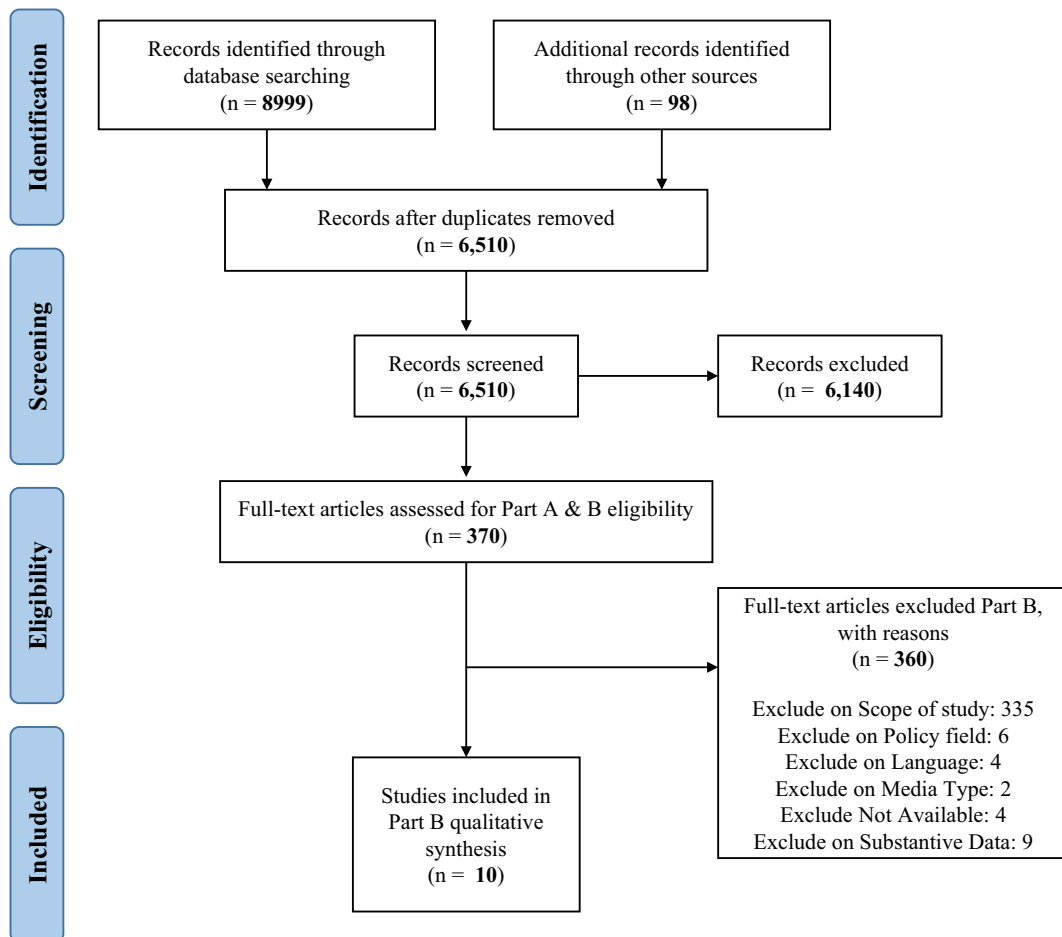 Identification
Records identified through
database searching
(n = 8999)
Additional records identified
through other sources
(n = 98)
Records after duplicates removed
(n = 6,510)
Screening
Records screened
(n = 6,510)
Records excluded
(n =  6,140)
Eligibility
Full-text articles assessed for Part A & B eligibility
(n = 370)
Full-text articles excluded Part B,
with reasons
(n = 360)
Exclude on Scope of study: 335
Exclude on Policy field: 6
Exclude on Language: 4
Exclude on Media Type: 2
Exclude Not Available: 4
Exclude on Substantive Data: 9
Included
Studies included in
Part B qualitative
synthesis
(n =  10)